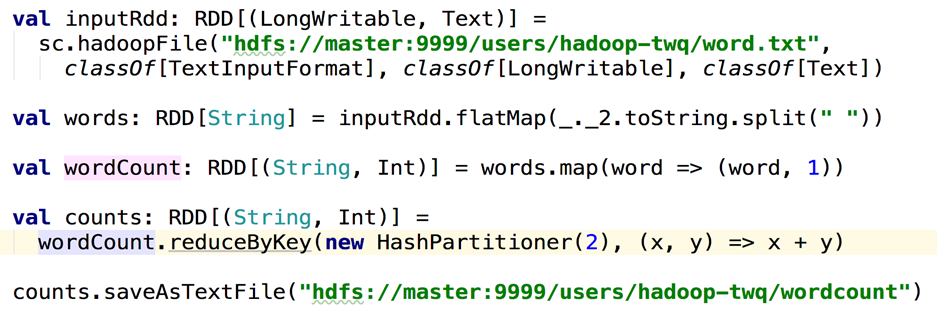 val inputRdd: RDD[(LongWritable, Text)] =
sc.hadoopFile("hdfs://master:9999/users/hadoop-twq/word.txt",
classOf[TextInputFormat], classOf[LongWritable], classOf[Text])
val words: RDD[String] = inputRdd.flatMap(_._2.toString.split(" "))
val wordCount: RDD[(String, Int)] = words.map(word => (word, 1))
val counts: RDD[(String, Int)] =
wordCount.reduceByKey(new HashPartitioner(2), (x, y) => x + y)
counts.saveAsTextFile("hdfs://master:9999/users/hadoop-twq/wordcount")